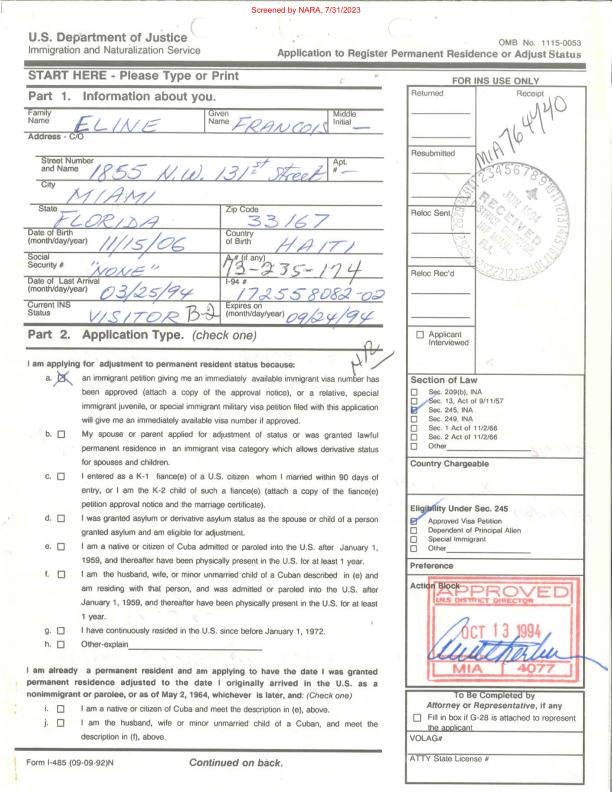 Screened by NARA, 7/31/2023
U.S. Department of Justice
Immigration and Naturalization Service
OMB No. 1115-0053
Application to Register Permanent Residence or Adjust Status
START HERE - Please Type or Print
Part 1. Information about you.
Family Name ELINE Given Name FRANCOIS Middle Initial —
Address - C/O
Street Number and Name 1855 N.W. 131st Street Apt. # —
City MIAMI
State FLORIDA Zip Code 33167
Date of Birth (month/day/year) 11/15/06 Country of Birth HAITI
Social Security # "NONE" A # (if any) 73-235-174
Date of Last Arrival (month/day/year) 03/25/94 I-94 # 172558082-02
Current INS Status VISITOR B-2 Expires on (month/day/year) 09/24/94
Part 2. Application Type. (check one)
I am applying for adjustment to permanent resident status because:
a. an immigrant petition giving me an immediately available immigrant visa number has
been approved (attach a copy of the approval notice), or a relative, special
immigrant juvenile, or special immigrant military visa petition filed with this application
will give me an immediately available visa number if approved.
b. My spouse or parent applied for adjustment of status or was granted lawful
permanent residence in an immigrant visa category which allows derivative status
for spouses and children.
c. I entered as a K-1 fiance(e) of a U.S. citizen whom I married within 90 days of
entry, or I am the K-2 child of such a fiance(e) (attach a copy of the fiance(e)
petition approval notice and the marriage certificate).
d. I was granted asylum or derivative asylum status as the spouse or child of a person
granted asylum and am eligible for adjustment.
e. I am a native or citizen of Cuba admitted or paroled into the U.S. after January 1,
1959, and thereafter have been physically present in the U.S. for at least 1 year.
f. I am the husband, wife, or minor unmarried child of a Cuban described in (e) and
am residing with that person, and was admitted or paroled into the U.S. after
January 1, 1959, and thereafter have been physically present in the U.S. for at least
1 year.
g. I have continuously resided in the U.S. since before January 1, 1972.
h. Other-explain
I am already a permanent resident and am applying to have the date I was granted
permanent residence adjusted to the date I originally arrived in the U.S. as a
nonimmigrant or parolee, or as of May 2, 1964, whichever is later, and: (Check one)
i. I am a native or citizen of Cuba and meet the description in (e), above.
j. I am the husband, wife or minor unmarried child of a Cuban, and meet the
description in (f), above.
Form I-485 (09-09-92)N
Continued on back.
FOR INS USE ONLY
Returned
Receipt
MIA 764740
Resubmitted
JUN 1994
RECEIVED
FLA.
Reloc Sent
Reloc Rec'd
Applicant
Interviewed
Section of Law
Sec. 209(b), INA
Sec. 13, Act of 9/11/57
Sec. 245, INA
Sec. 249, INA
Sec. 1 Act of 11/2/66
Sec. 2 Act of 11/2/66
Other
Country Chargeable
Eligibility Under Sec. 245
Approved Visa Petition
Dependent of Principal Alien
Special Immigrant
Other
Preference
Action Block
APPROVED
U.S DISTRICT DIRECTOR
OCT 13 1994
MIA 4077
To Be Completed by
Attorney or Representative, if any
Fill in box if G-28 is attached to represent
the applicant
VOLAG#
ATTY State License #